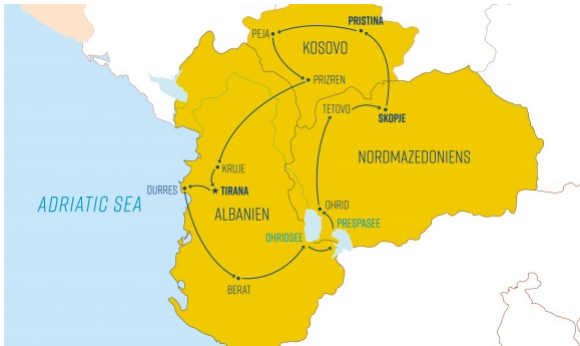 PRISTINA
PEJA
KOSOVO
PRIZREN
TETOVO
SKOPJE
NORDMAZEDONIENS
KRUJE
DURRES
TIRANA
ADRIATIC SEA
ALBANIEN
OHRID
PRESPASEE
OHRIDSEE
BERAT